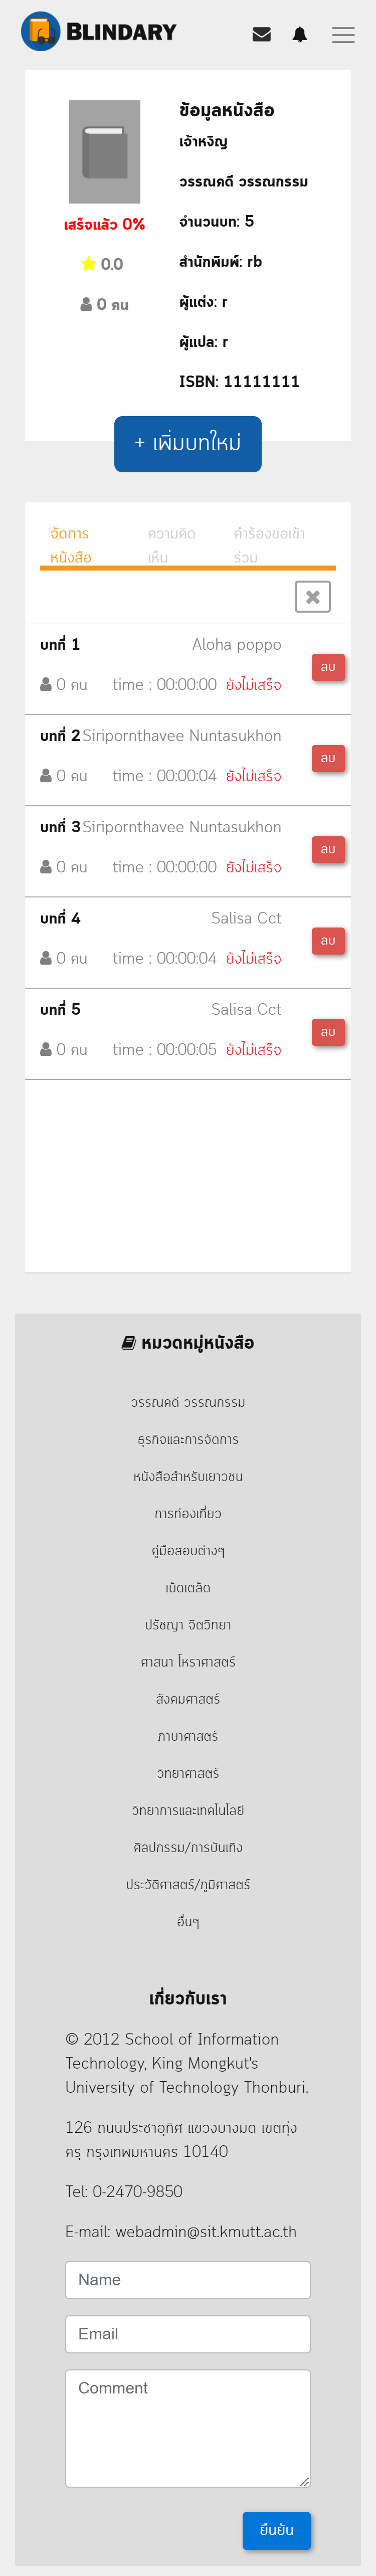 BLINDARY
ข้อมูลหนังสือ
เจ้าหงิญ
วรรณคดี วรรณกรรม
จำนวนบท: 5
สำนักพิมพ์: rb
ผู้แต่ง: r
ผู้แปล: r
ISBN: 11111111
เสร็จแล้ว 0%
0.0
0 คน
+ เพิ่มบทใหม่
จัดการ ความคิด คำร้องขอเข้า
หนังสือ เห็น ร่วม
บทที่ 1 Aloha poppo
0 คน time : 00:00:00 ยังไม่เสร็จ ลบ
บทที่ 2 Siripornthavee Nuntasukhon
0 คน time : 00:00:04 ยังไม่เสร็จ ลบ
บทที่ 3 Siripornthavee Nuntasukhon
0 คน time : 00:00:00 ยังไม่เสร็จ ลบ
บทที่ 4 Salisa Cct
0 คน time : 00:00:04 ยังไม่เสร็จ ลบ
บทที่ 5 Salisa Cct
0 คน time : 00:00:05 ยังไม่เสร็จ ลบ
หมวดหมู่หนังสือ
วรรณคดี วรรณกรรม
ธุรกิจและการจัดการ
หนังสือสำหรับเยาวชน
การท่องเที่ยว
คู่มือสอบต่างๆ
เบ็ดเตล็ด
ปรัชญา จิตวิทยา
ศาสนา โหราศาสตร์
สังคมศาสตร์
ภาษาศาสตร์
วิทยาศาสตร์
วิทยาการและเทคโนโลยี
ศิลปกรรม/การบันเทิง
ประวัติศาสตร์/ภูมิศาสตร์
อื่นๆ
เกี่ยวกับเรา
© 2012 School of Information
Technology, King Mongkut's
University of Technology Thonburi.
126 ถนนประชาอุทิศ แขวงบางมด เขตทุ่ง
ครุ กรุงเทพมหานคร 10140
Tel: 0-2470-9850
E-mail: webadmin@sit.kmutt.ac.th
Name
Email
Comment
ยืนยัน